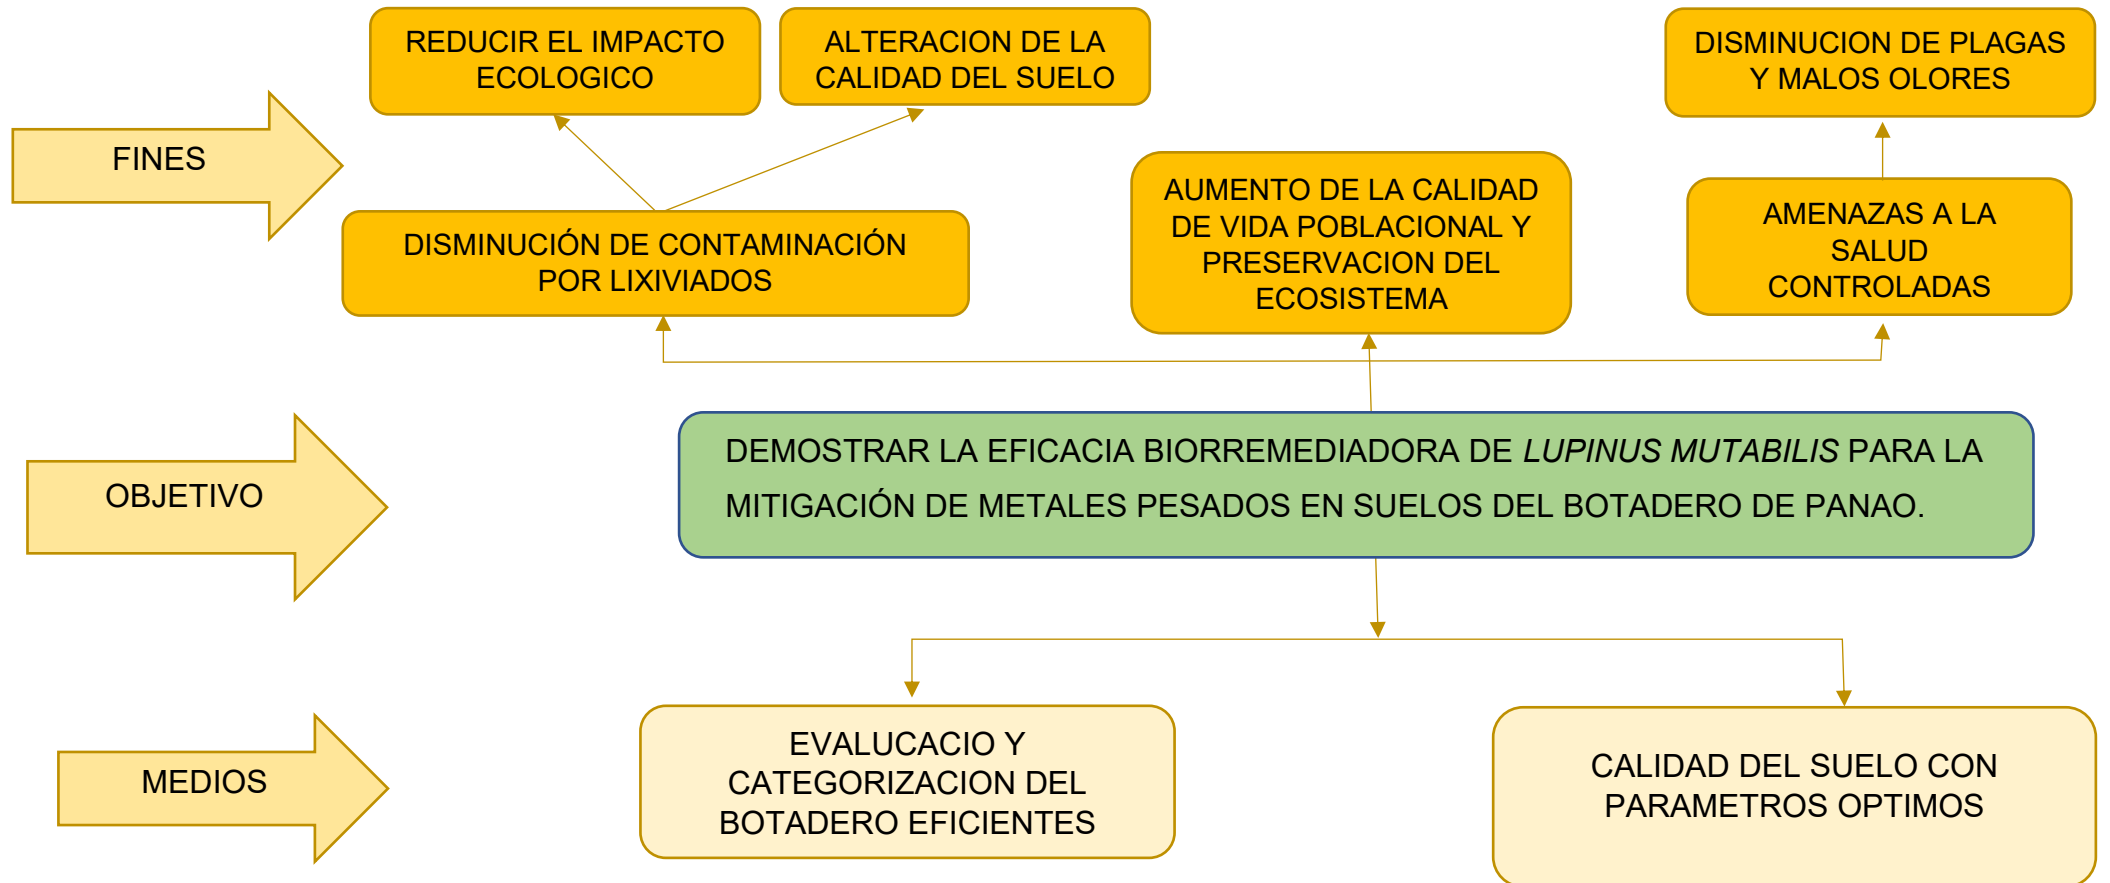 REDUCIR EL IMPACTO
ECOLOGICO
ALTERACION DE LA
CALIDAD DEL SUELO
DISMINUCION DE PLAGAS
Y MALOS OLORES
FINES
DISMINUCIÓN DE CONTAMINACIÓN
POR LIXIVIADOS
AUMENTO DE LA CALIDAD
DE VIDA POBLACIONAL Y
PRESERVACION DEL
ECOSISTEMA
AMENAZAS A LA
SALUD
CONTROLADAS
OBJETIVO
DEMOSTRAR LA EFICACIA BIORREMEDIADORA DE LUPINUS MUTABILIS PARA LA
MITIGACIÓN DE METALES PESADOS EN SUELOS DEL BOTADERO DE PANAO.
MEDIOS
EVALUCACIO Y
CATEGORIZACION DEL
BOTADERO EFICIENTES
CALIDAD DEL SUELO CON
PARAMETROS OPTIMOS